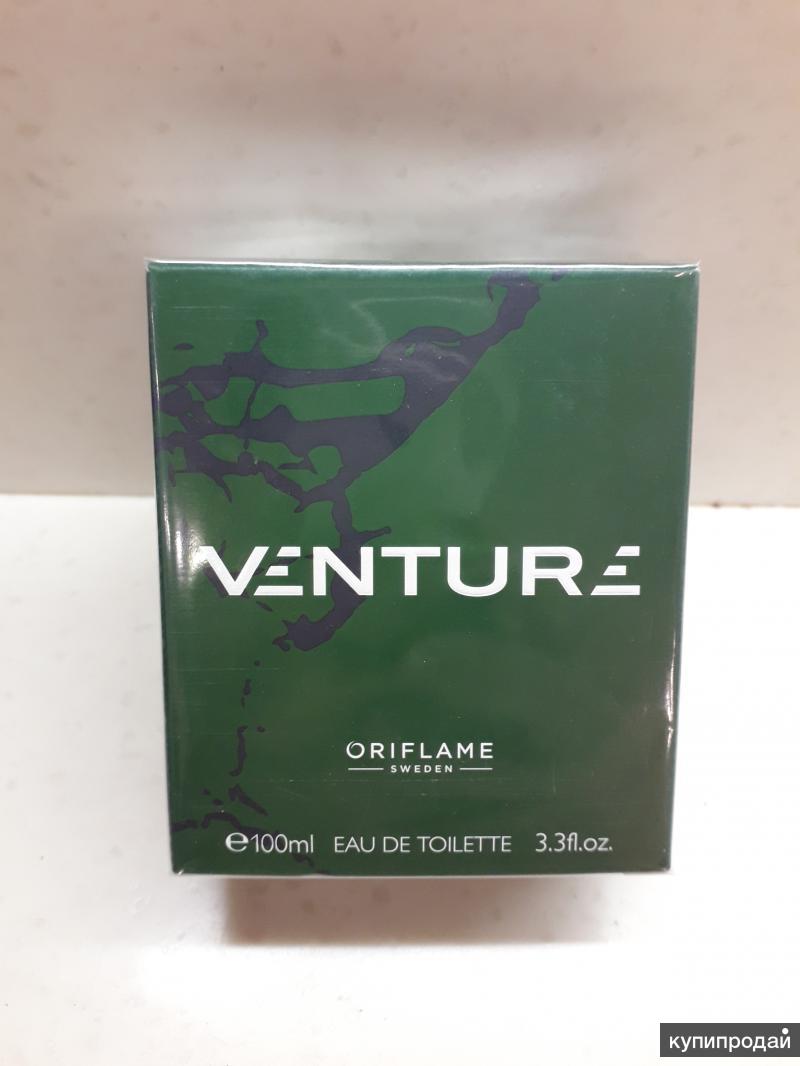 VENTURE
ORIFLAME
SWEDEN
℮100ml EAU DE TOILETTE 3.3fl.oz.
купипродай